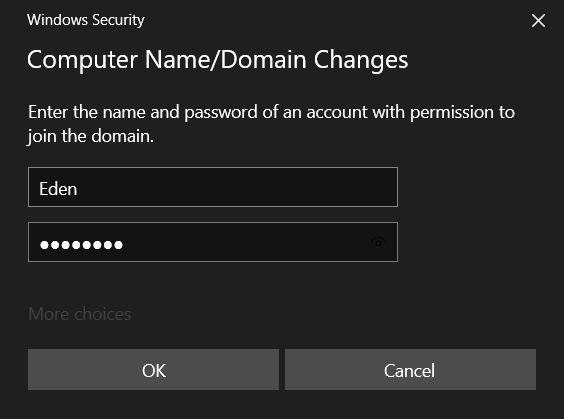 Windows Security
Computer Name/Domain Changes
Enter the name and password of an account with permission to
join the domain.
Eden
●●●●●●●●
More choices
OK
Cancel